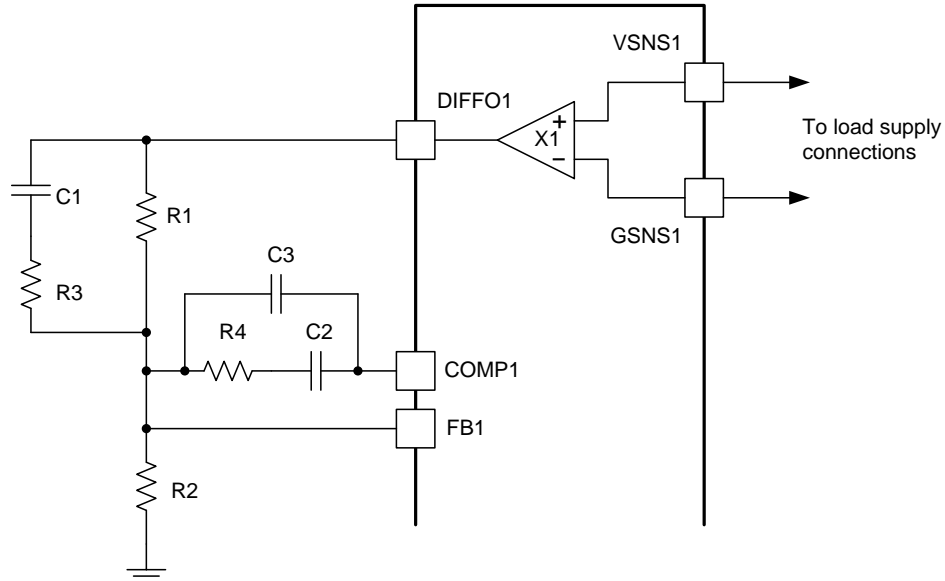 VSNS1
DIFFO1
+
X1
−
To load supply
connections
C1
R1
GSNS1
R3
C3
R4
C2
COMP1
FB1
R2